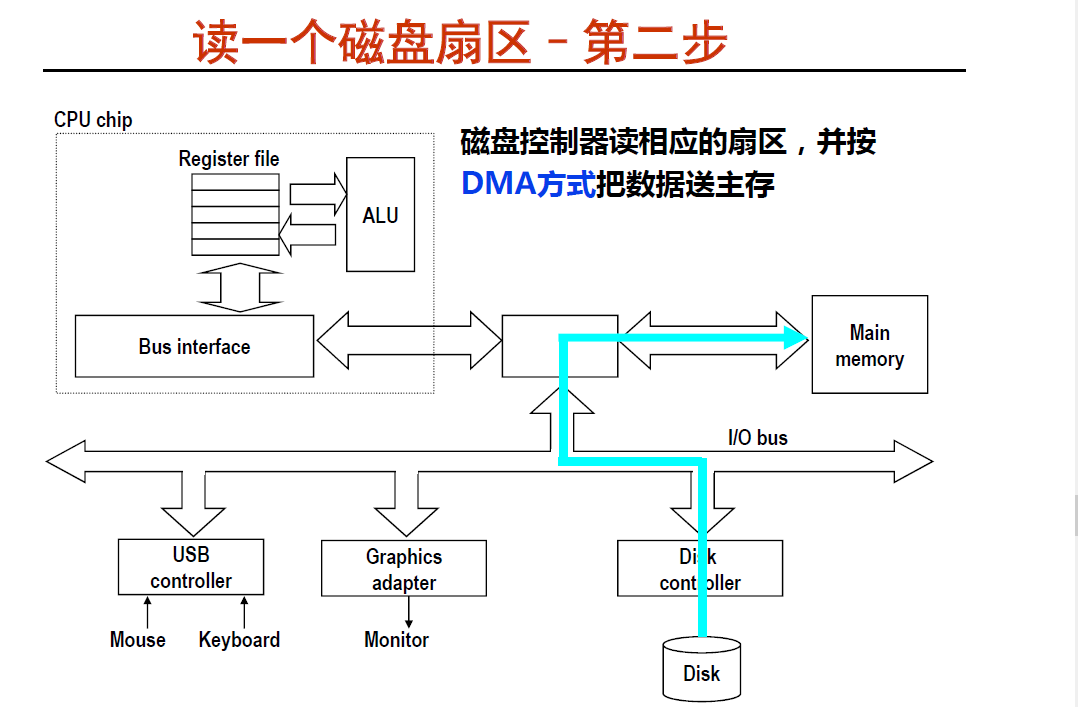 读一个磁盘扇区 – 第二步
CPU chip
磁盘控制器读相应的扇区，并按
DMA方式把数据送主存
Register file
ALU
Bus interface
Main
memory
I/O bus
USB
controller
Graphics
adapter
Disk
controller
Mouse
Keyboard
Monitor
Disk